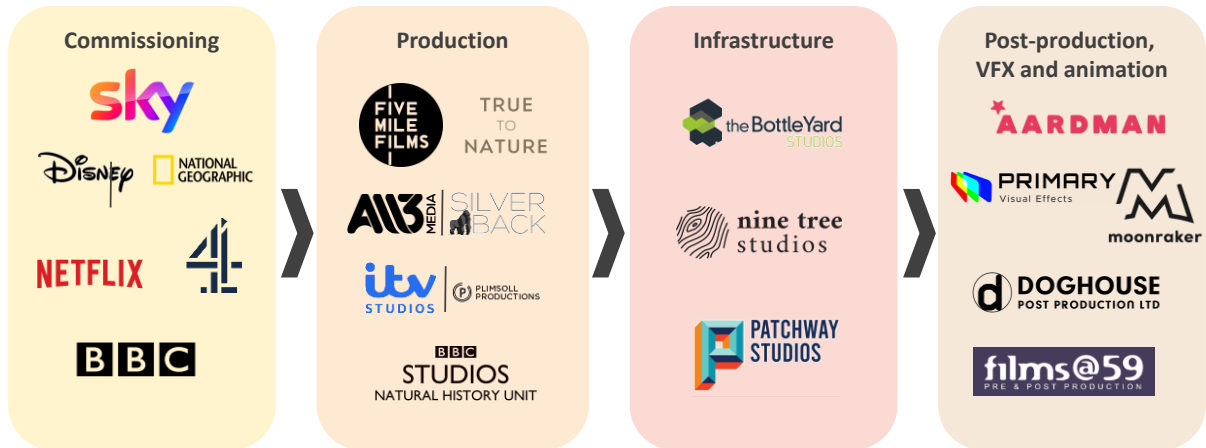 Commissioning
sky
Disney
NATIONAL
GEOGRAPHIC
NETFLIX
4
BBC
Production
FIVE
MILE
FILMS
TRUE
TO
NATURE
ALL3
MEDIA
SILVER
BACK
itv
STUDIOS
P
PLIMSOLL
PRODUCTIONS
BBC
STUDIOS
NATURAL HISTORY UNIT
Infrastructure
the BottleYard
STUDIOS
nine tree
studios
PATCHWAY
STUDIOS
Post-production,
VFX and animation
AARDMAN
PRIMARY
Visual Effects
moonraker
d DOGHOUSE
POST PRODUCTION LTD
films@59
PRE & POST PRODUCTION